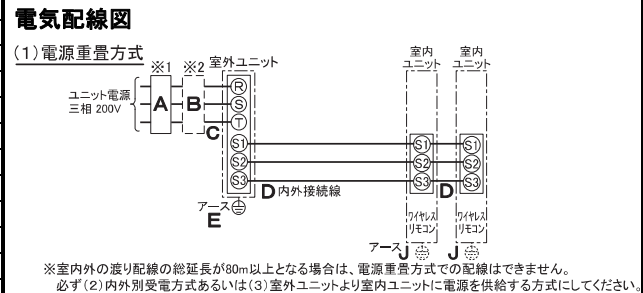 電気配線図
(1)電源重畳方式
※1 ※2 室外ユニット
室内
ユニット
室内
ユニット
ユニット電源
三相 200V
A B C
R
S
T
S1
S2
S3
S1
S2
S3
S1
S2
S3
D 内外接続線
D
アース
E
ワイヤレス
リモコン
ワイヤレス
リモコン
アース J J
※室内外の渡り配線の総延長が80m以上となる場合は、電源重畳方式での配線はできません。
必ず(2)内外別受電方式あるいは(3)室外ユニットより室内ユニットに電源を供給する方式にしてください。